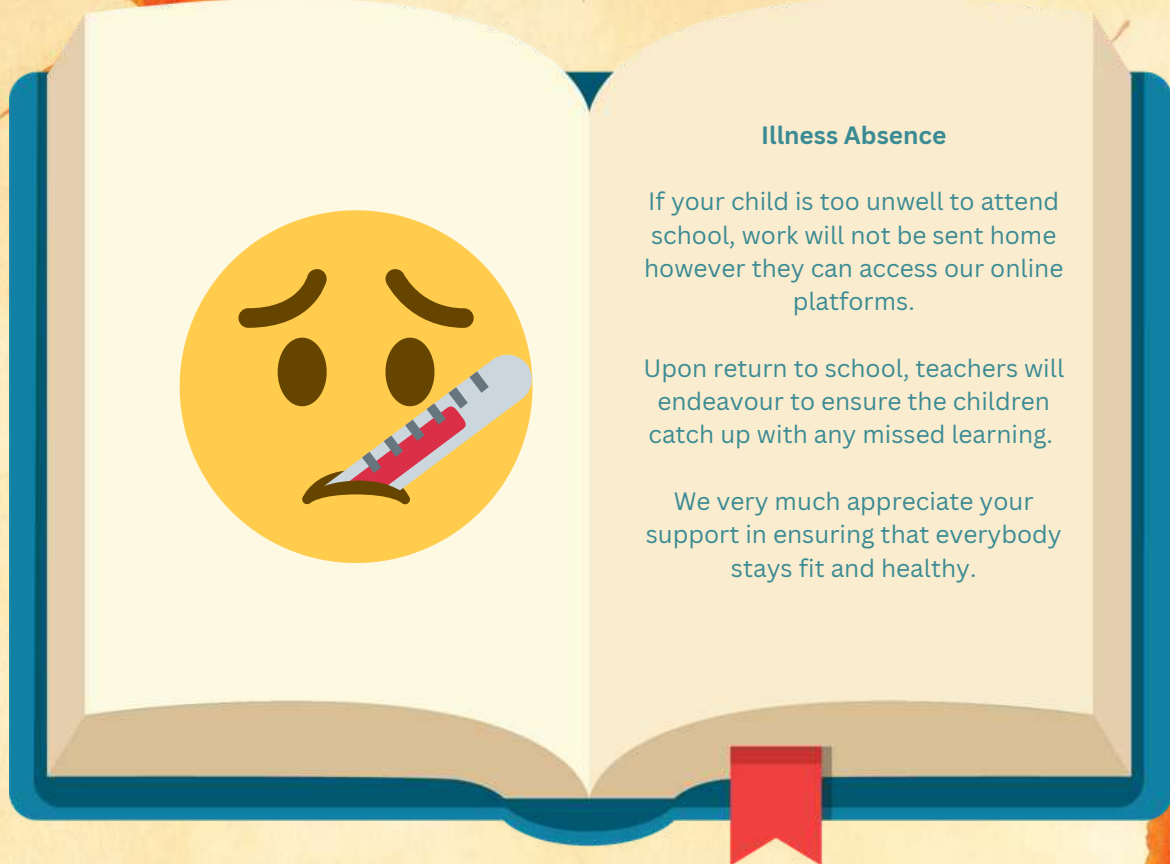 Illness Absence
If your child is too unwell to attend
school, work will not be sent home
however they can access our online
platforms.
Upon return to school, teachers will
endeavour to ensure the children
catch up with any missed learning.
We very much appreciate your
support in ensuring that everybody
stays fit and healthy.